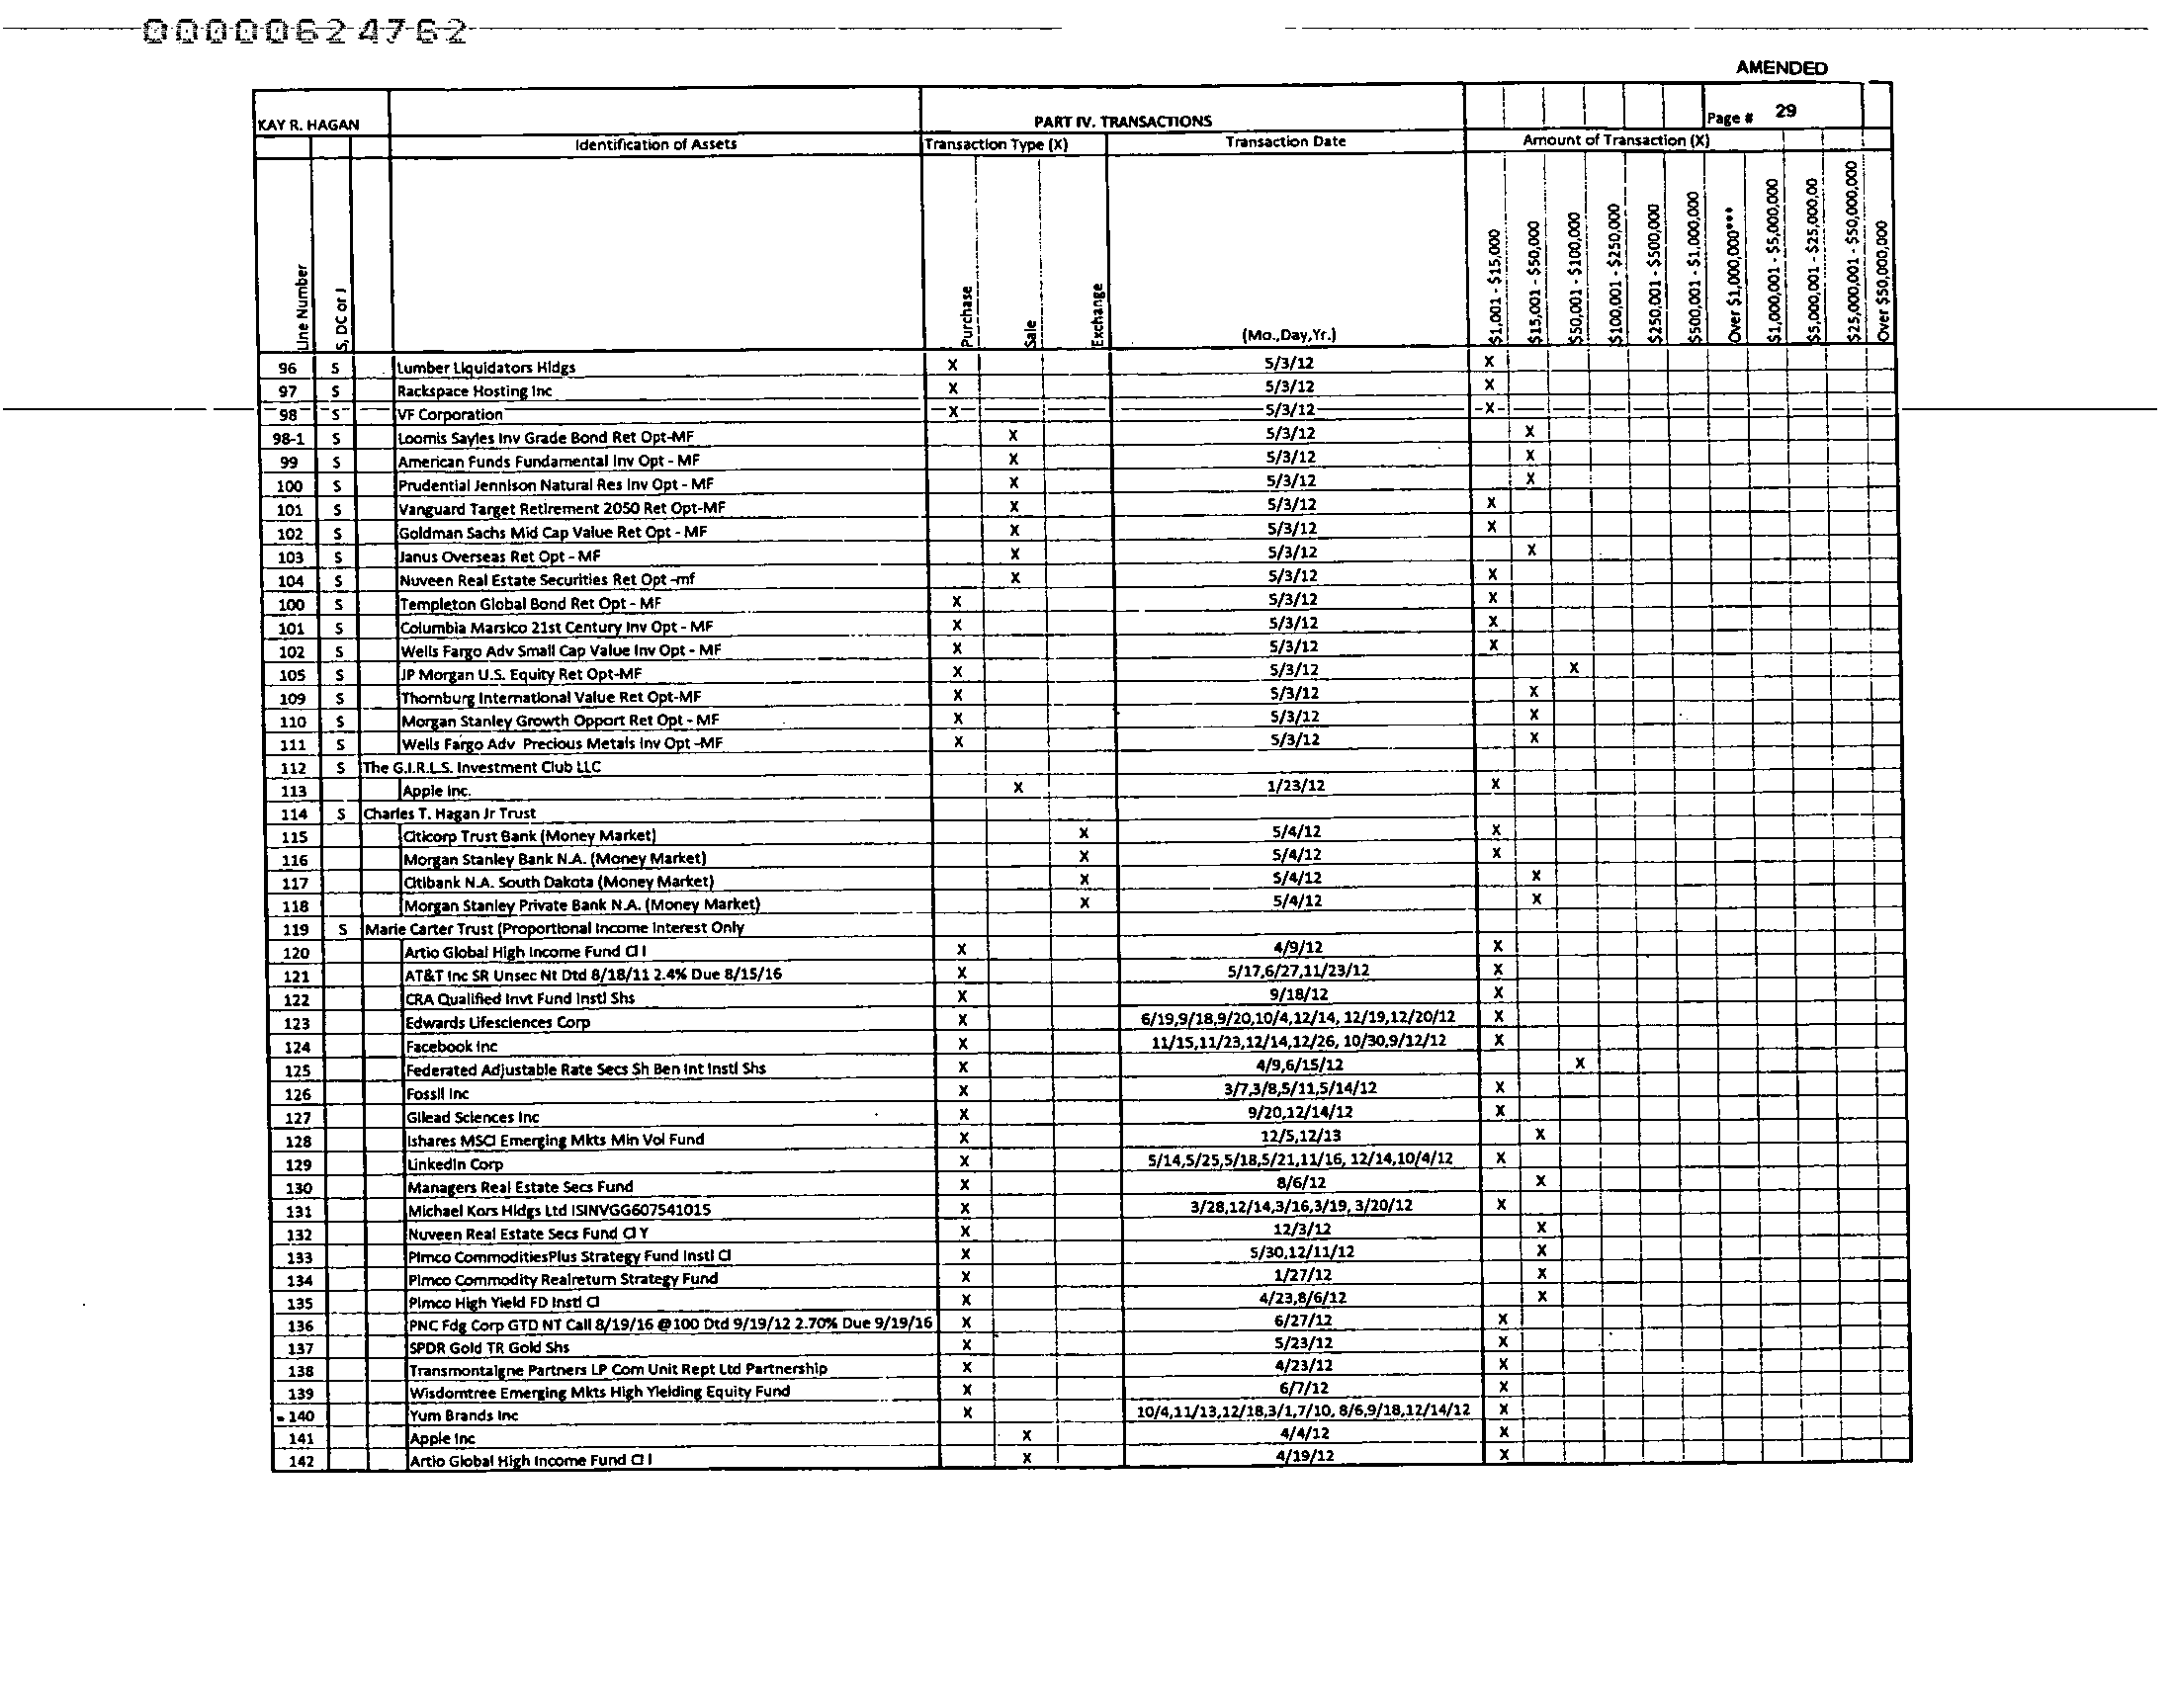 00000624762
AMENDED
KAY R. HAGAN PART IV. TRANSACTIONS Page # 29
Identification of Assets Transaction Type (X) Transaction Date Amount of Transaction (X)
Line Number S, DC or J Purchase Sale Exchange (Mo.,Day,Yr.) $1,001 - $15,000 $15,001 - $50,000 $50,001 - $100,000 $100,001 - $250,000 $250,001 - $500,000 $500,001 - $1,000,000 Over $1,000,000*** $1,000,001 - $5,000,000 $5,000,001 - $25,000,00 $25,000,001 - $50,000,000 Over $50,000,000
96 S Lumber Liquidators Hldgs X 5/3/12 X
97 S Rackspace Hosting Inc X 5/3/12 X
98 S VF Corporation X 5/3/12 X
98-1 S Loomis Sayles Inv Grade Bond Ret Opt-MF X 5/3/12 X
99 S American Funds Fundamental Inv Opt - MF X 5/3/12 X
100 S Prudential Jennison Natural Res Inv Opt - MF X 5/3/12 X
101 S Vanguard Target Retirement 2050 Ret Opt-MF X 5/3/12 X
102 S Goldman Sachs Mid Cap Value Ret Opt - MF X 5/3/12 X
103 S Janus Overseas Ret Opt - MF X 5/3/12 X
104 S Nuveen Real Estate Securities Ret Opt -mf X 5/3/12 X
100 S Templeton Global Bond Ret Opt - MF X 5/3/12 X
101 S Columbia Marsico 21st Century Inv Opt - MF X 5/3/12 X
102 S Wells Fargo Adv Small Cap Value Inv Opt - MF X 5/3/12 X
105 S JP Morgan U.S. Equity Ret Opt-MF X 5/3/12 X
109 S Thornburg International Value Ret Opt-MF X 5/3/12 X
110 S Morgan Stanley Growth Opport Ret Opt - MF X 5/3/12 X
111 S Wells Fargo Adv Precious Metals Inv Opt -MF X 5/3/12 X
112 S The G.I.R.L.S. Investment Club LLC
113 Apple Inc. X 1/23/12 X
114 S Charles T. Hagan Jr Trust
115 Citicorp Trust Bank (Money Market) X 5/4/12 X
116 Morgan Stanley Bank N.A. (Money Market) X 5/4/12 X
117 Citibank N.A. South Dakota (Money Market) X 5/4/12 X
118 Morgan Stanley Private Bank N.A. (Money Market) X 5/4/12 X
119 S Marie Carter Trust (Proportional Income Interest Only
120 Artio Global High Income Fund Cl I X 4/9/12 X
121 AT&T Inc SR Unsec Nt Dtd 8/18/11 2.4% Due 8/15/16 X 5/17,6/27,11/23/12 X
122 CRA Qualified Invt Fund Instl Shs X 9/18/12 X
123 Edwards Lifesciences Corp X 6/19,9/18,9/20,10/4,12/14, 12/19,12/20/12 X
124 Facebook Inc X 11/15,11/23,12/14,12/26, 10/30,9/12/12 X
125 Federated Adjustable Rate Secs Sh Ben Int Instl Shs X 4/9,6/15/12 X
126 Fossil Inc X 3/7,3/8,5/11,5/14/12 X
127 Gilead Sciences Inc X 9/20,12/14/12 X
128 Ishares MSCI Emerging Mkts Min Vol Fund X 12/5,12/13 X
129 LinkedIn Corp X 5/14,5/25,5/18,5/21,11/16, 12/14,10/4/12 X
130 Managers Real Estate Secs Fund X 8/6/12 X
131 Michael Kors Hldgs Ltd ISINVGG607541015 X 3/28,12/14,3/16,3/19, 3/20/12 X
132 Nuveen Real Estate Secs Fund Cl Y X 12/3/12 X
133 Pimco CommoditiesPlus Strategy Fund Instl Cl X 5/30,12/11/12 X
134 Pimco Commodity Realreturn Strategy Fund X 1/27/12 X
135 Pimco High Yield FD Instl Cl X 4/23,8/6/12 X
136 PNC Fdg Corp GTD NT Call 8/19/16 @100 Dtd 9/19/12 2.70% Due 9/19/16 X 6/27/12 X
137 SPDR Gold TR Gold Shs X 5/23/12 X
138 Transmontaigne Partners LP Com Unit Rept Ltd Partnership X 4/23/12 X
139 Wisdomtree Emerging Mkts High Yielding Equity Fund X 6/7/12 X
140 Yum Brands Inc X 10/4,11/13,12/18,3/1,7/10, 8/6,9/18,12/14/12 X
141 Apple Inc X 4/4/12 X
142 Artio Global High Income Fund Cl I X 4/19/12 X